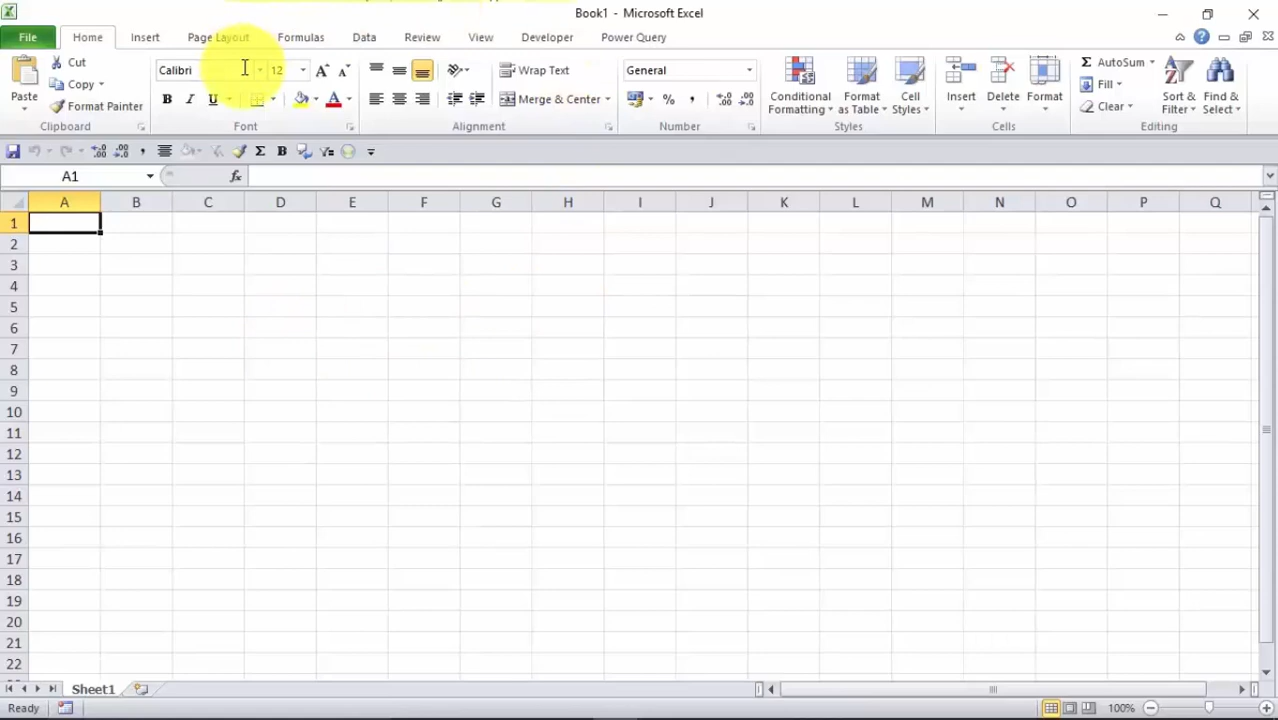 Book1 - Microsoft Excel
File Home Insert Page Layout Formulas Data Review View Developer Power Query
Paste
Cut
Copy
Format Painter
Clipboard
Calibri 12
B I U
Font
Wrap Text
Merge & Center
Alignment
General
% ,
Number
Conditional Formatting
Format as Table
Cell Styles
Styles
Insert
Delete
Format
Cells
Σ AutoSum
Fill
Clear
Sort & Filter
Find & Select
Editing
Σ B
A1 fx
A B C D E F G H I J K L M N O P Q
1
2
3
4
5
6
7
8
9
10
11
12
13
14
15
16
17
18
19
20
21
22
Sheet1
Ready 100%